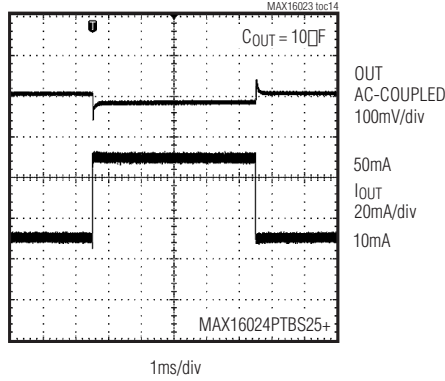 MAX16023 toc14
COUT = 10▯F
OUT
AC-COUPLED
100mV/div
50mA
IOUT
20mA/div
10mA
MAX16024PTBS25+
1ms/div